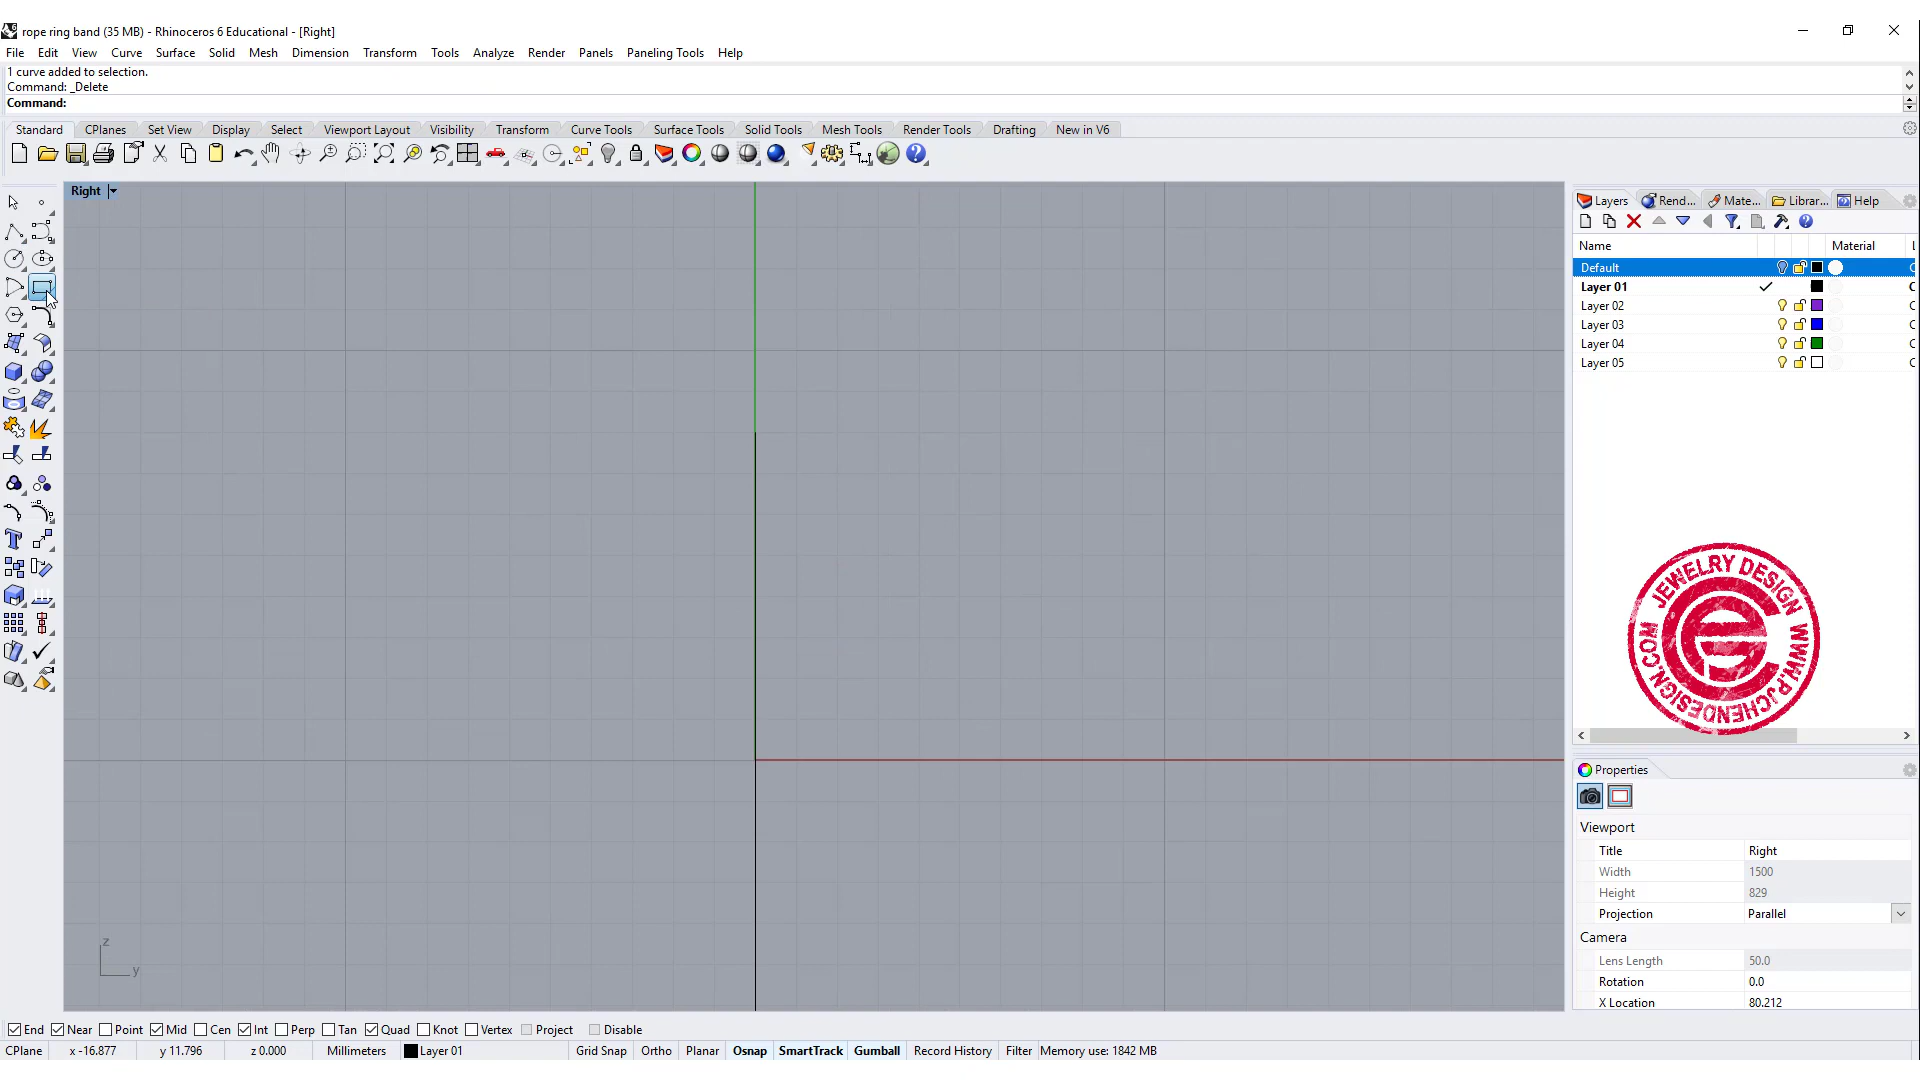 rope ring band (35 MB) - Rhinoceros 6 Educational - [Right]
File Edit View Curve Surface Solid Mesh Dimension Transform Tools Analyze Render Panels Paneling Tools Help
1 curve added to selection.
Command: _Delete
Command:
Standard CPlanes Set View Display Select Viewport Layout Visibility Transform Curve Tools Surface Tools Solid Tools Mesh Tools Render Tools Drafting New in V6
Right
Layers Rend... Mate... Librar... Help
Name Material
Default
Layer 01
Layer 02
Layer 03
Layer 04
Layer 05
JEWELRY DESIGN WWW.PJCHENDESIGN.COM
Properties
Viewport
Title Right
Width 1500
Height 829
Projection Parallel
Camera
Lens Length 50.0
Rotation 0.0
X Location 80.212
z
y
End Near Point Mid Cen Int Perp Tan Quad Knot Vertex Project Disable
CPlane x -16.877 y 11.796 z 0.000 Millimeters Layer 01 Grid Snap Ortho Planar Osnap SmartTrack Gumball Record History Filter Memory use: 1842 MB